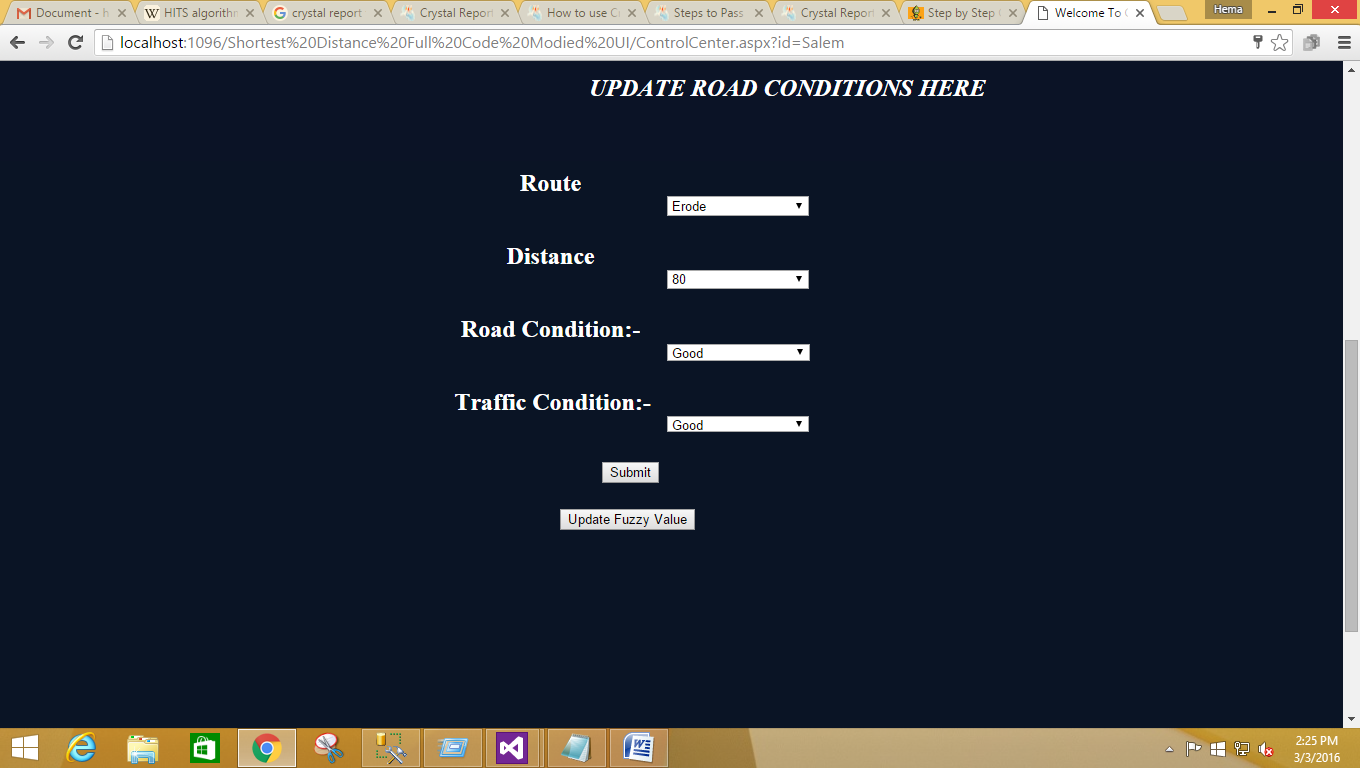 Document - h
HITS algorithm
crystal report
Crystal Report
How to use Cr
Steps to Pass
Crystal Report
Step by Step
Welcome To
Hema
localhost:1096/Shortest%20Distance%20Full%20Code%20Modied%20UI/ControlCenter.aspx?id=Salem
UPDATE ROAD CONDITIONS HERE
Route
Erode
Distance
80
Road Condition:-
Good
Traffic Condition:-
Good
Submit
Update Fuzzy Value
2:25 PM
3/3/2016